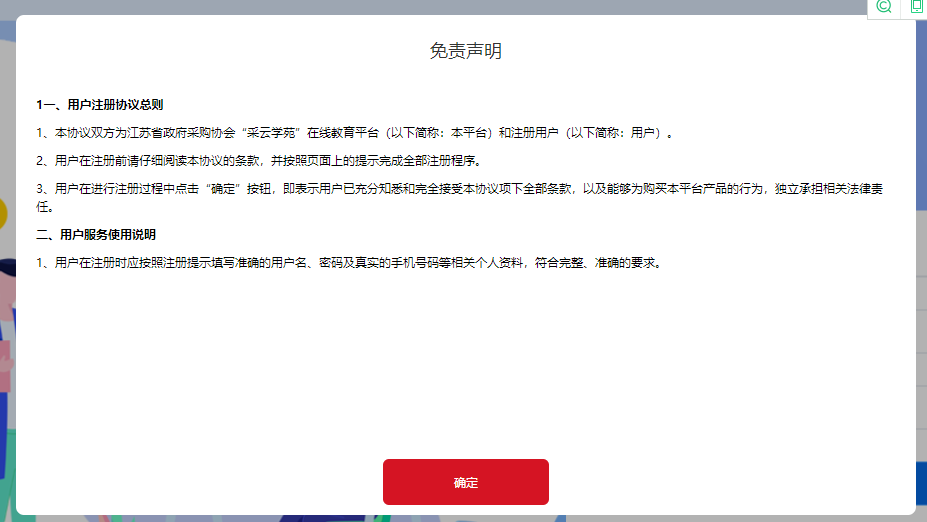 免责声明
1一、用户注册协议总则
1、本协议双方为江苏省政府采购协会“采云学苑”在线教育平台（以下简称：本平台）和注册用户（以下简称：用户）。
2、用户在注册前请仔细阅读本协议的条款，并按照页面上的提示完成全部注册程序。
3、用户在进行注册过程中点击“确定”按钮，即表示用户已充分知悉和完全接受本协议项下全部条款，以及能够为购买本平台产品的行为，独立承担相关法律责
任。
二、用户服务使用说明
1、用户在注册时应按照注册提示填写准确的用户名、密码及真实的手机号码等相关个人资料，符合完整、准确的要求。
确定